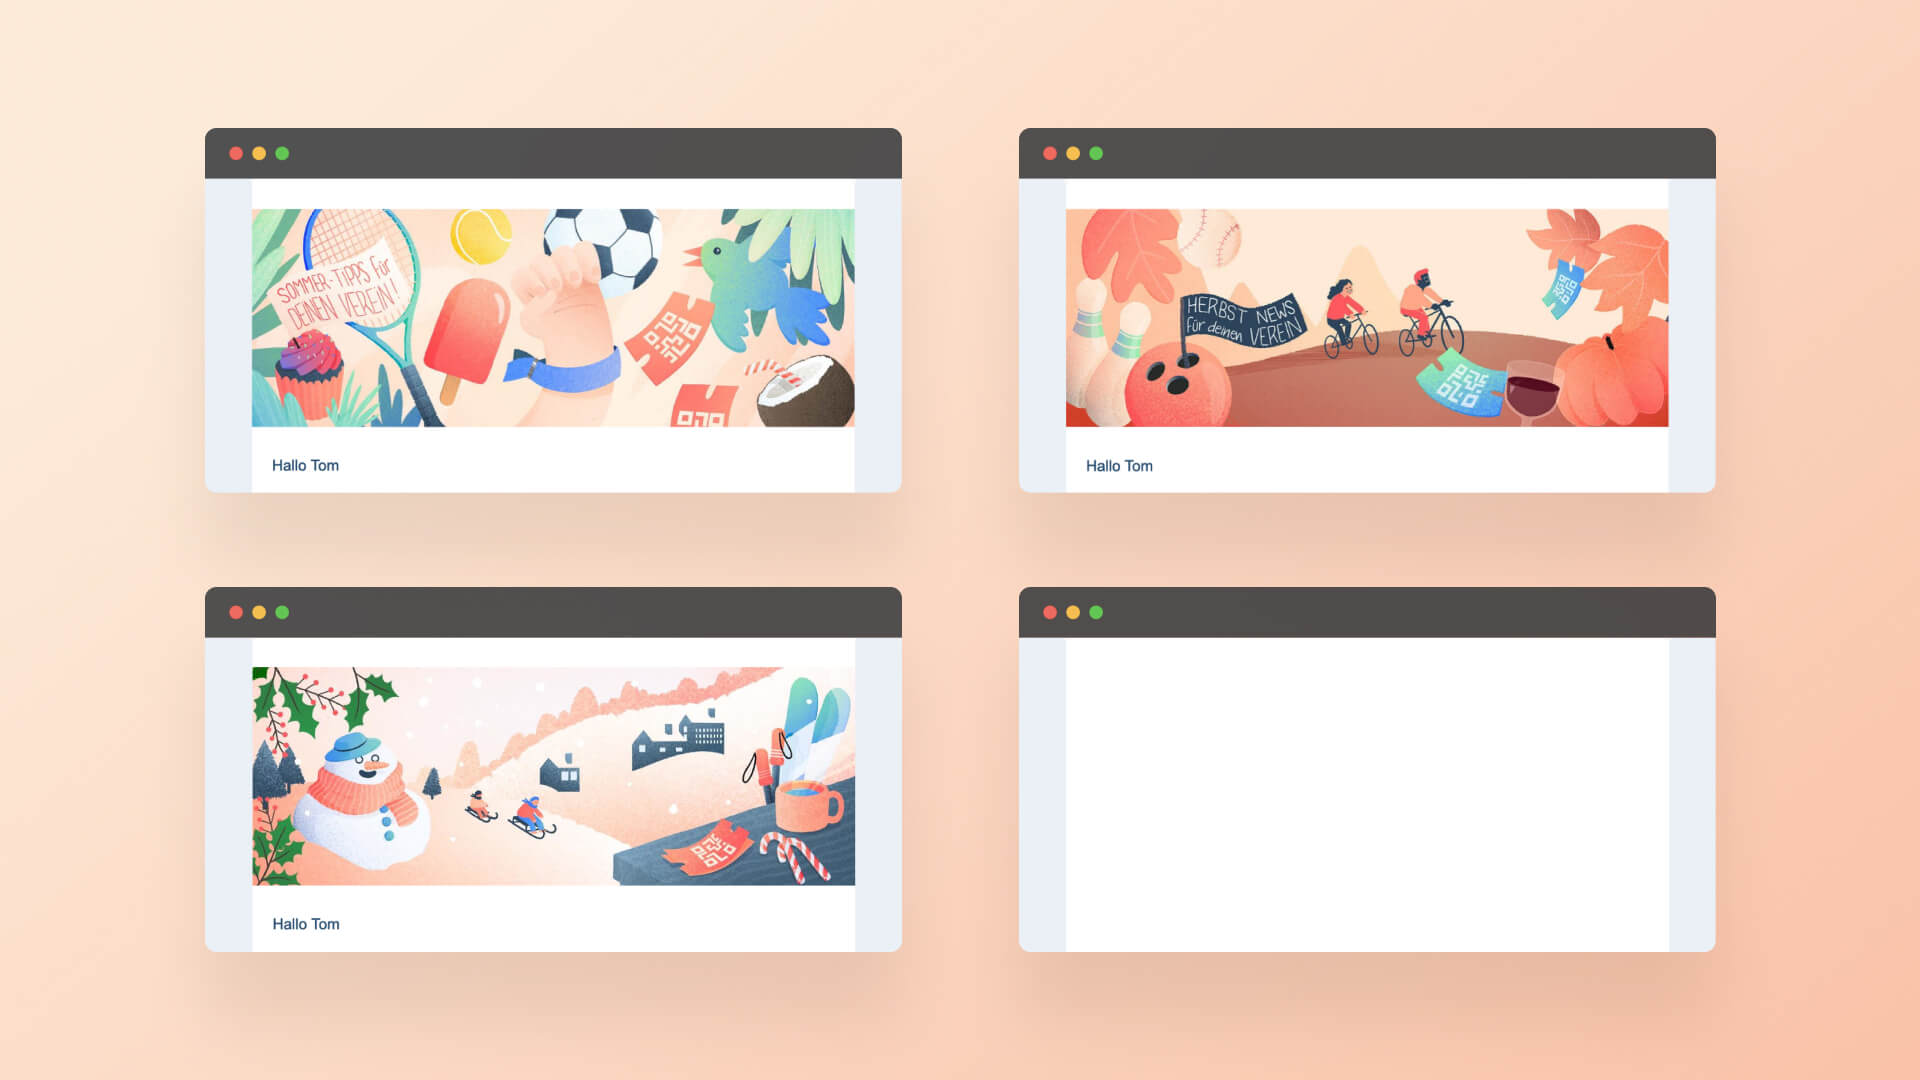 SOMMER-TIPPS für
DEINEN VEREIN!
Hallo Tom
HERBST NEWS
für deinen VEREIN
Hallo Tom
Hallo Tom